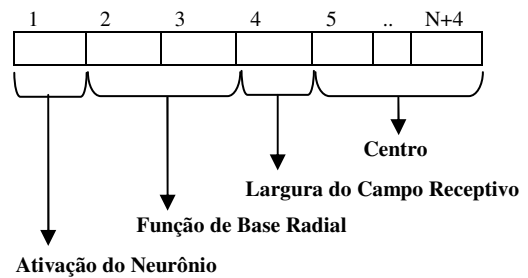 1 2 3 4 5 .. N+4
Centro
Largura do Campo Receptivo
Função de Base Radial
Ativação do Neurônio